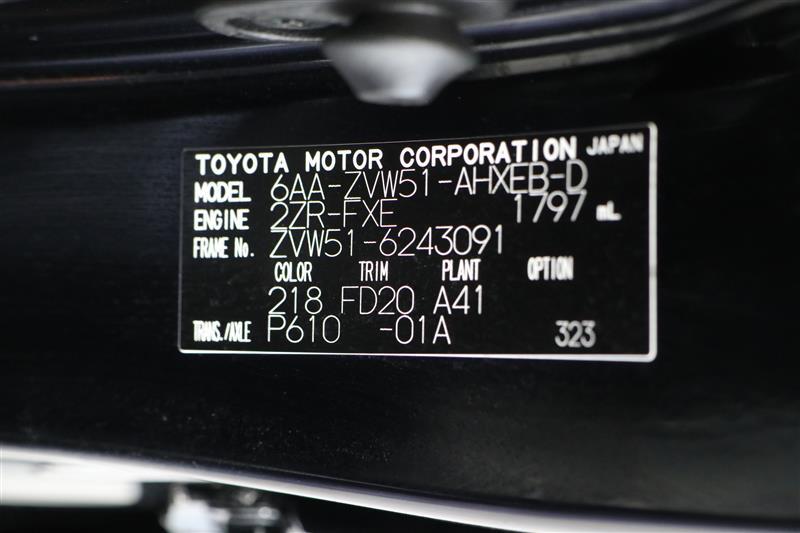 TOYOTA MOTOR CORPORATION JAPAN
MODEL 6AA-ZVW51-AHXEB-D
ENGINE 2ZR-FXE 1797 mL
FRAME No. ZVW51-6243091
COLOR TRIM PLANT OPTION
218 FD20 A41
TRANS./AXLE P610 -01A 323